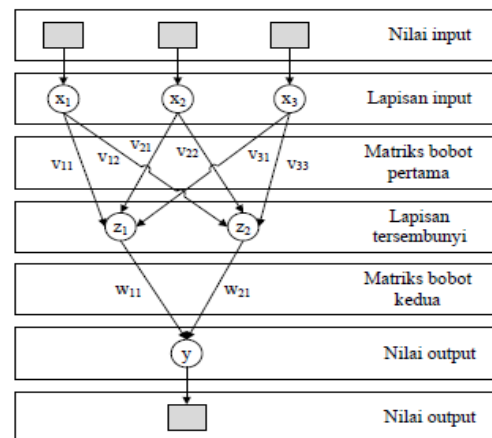 Nilai input
x1 x2 x3
Lapisan input
v11 v12 v21 v22 v31 v33
Matriks bobot
pertama
z1 z2
Lapisan
tersembunyi
w11 w21
Matriks bobot
kedua
y
Nilai output
Nilai output